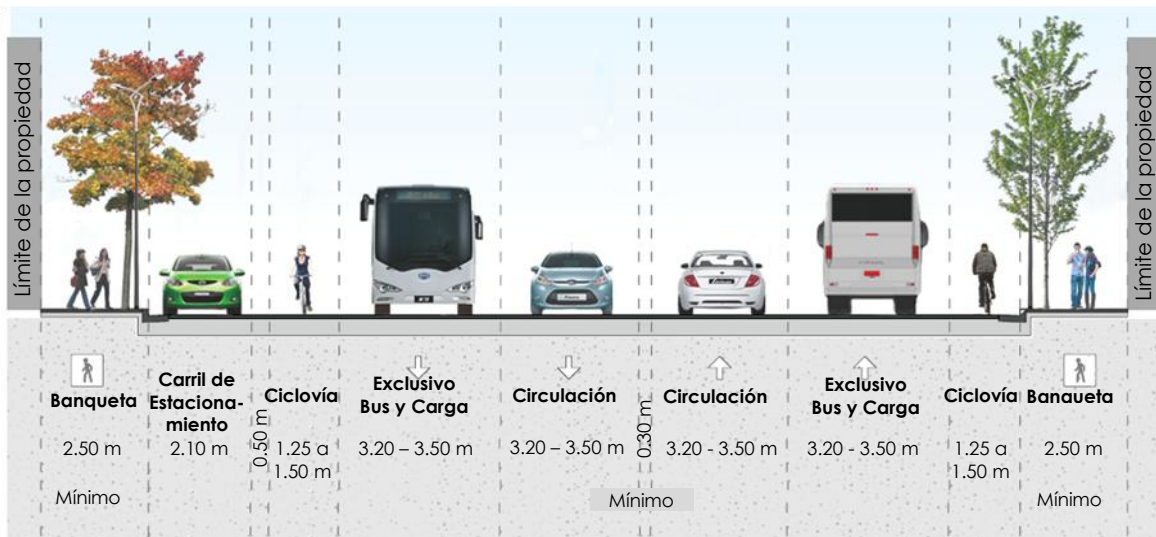 Límite de la propiedad
Límite de la propiedad
Banqueta
2.50 m
Mínimo
Carril de
Estaciona-
miento
2.10 m
0.50 m
Ciclovía
1.25 a
1.50 m
Exclusivo
Bus y Carga
3.20 – 3.50 m
Circulación
3.20 – 3.50 m
0.30 m
Mínimo
Circulación
3.20 - 3.50 m
Exclusivo
Bus y Carga
3.20 - 3.50 m
Ciclovía
1.25 a
1.50 m
Banqueta
2.50 m
Mínimo